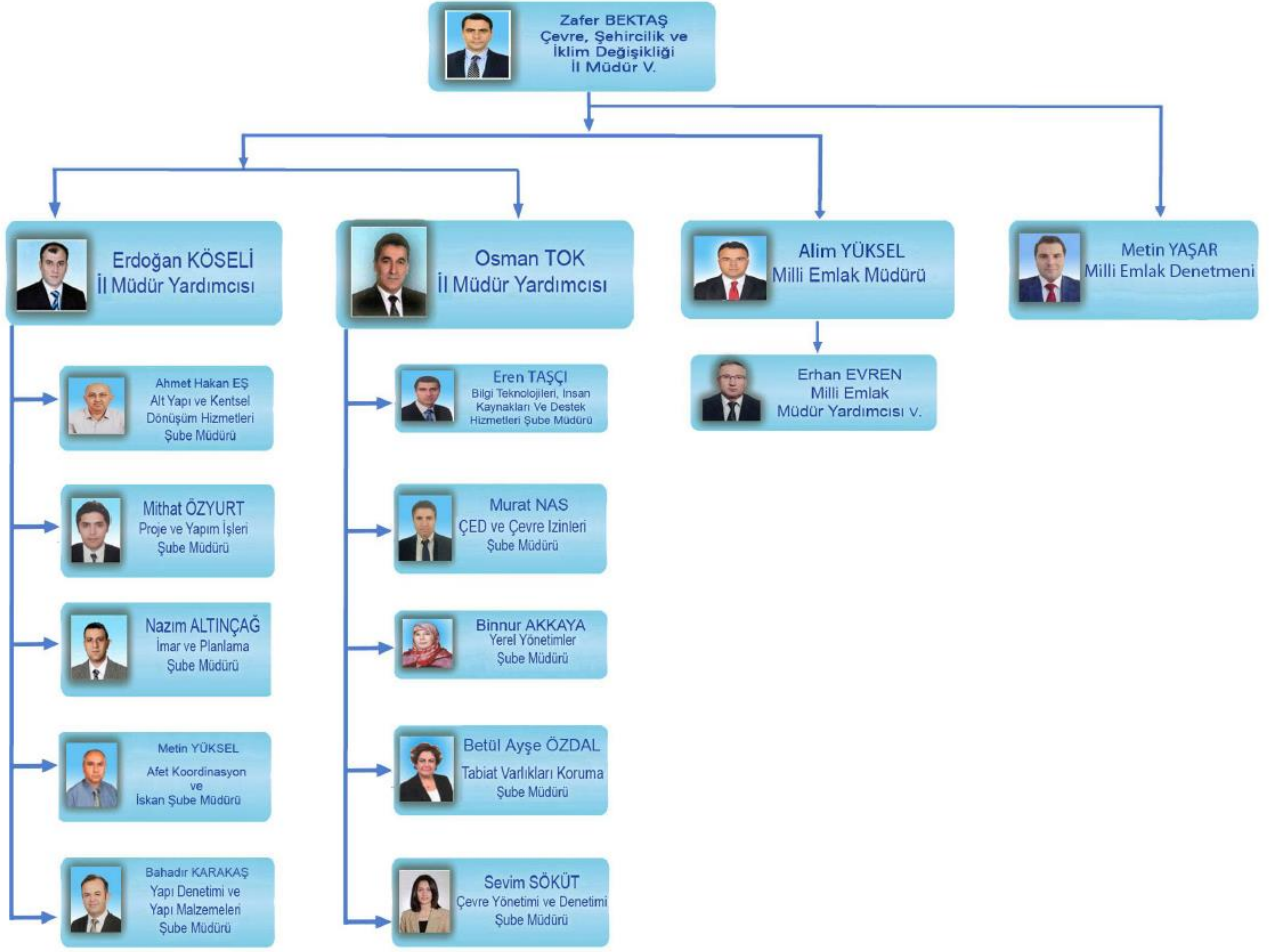 Zafer BEKTAŞ
Çevre, Şehircilik ve
İklim Değişikliği
İl Müdür V.
Erdoğan KÖSELİ
İl Müdür Yardımcısı
Osman TOK
İl Müdür Yardımcısı
Alim YÜKSEL
Milli Emlak Müdürü
Metin YAŞAR
Milli Emlak Denetmeni
Ahmet Hakan EŞ
Alt Yapı ve Kentsel
Dönüşüm Hizmetleri
Şube Müdürü
Mithat ÖZYURT
Proje ve Yapım İşleri
Şube Müdürü
Nazım ALTINÇAĞ
İmar ve Planlama
Şube Müdürü
Metin YÜKSEL
Afet Koordinasyon
ve
İskan Şube Müdürü
Bahadır KARAKAŞ
Yapı Denetimi ve
Yapı Malzemeleri
Şube Müdürü
Eren TAŞÇI
Bilgi Teknolojileri, Insan
Kaynakları Ve Destek
Hizmetleri Şube Müdürü
Murat NAS
ÇED ve Çevre Izinleri
Şube Müdürü
Binnur AKKAYA
Yerel Yönetimler
Şube Müdürü
Betül Ayşe ÖZDAL
Tabiat Varlıkları Koruma
Şube Müdürü
Sevim SÖKÜT
Çevre Yönetimi ve Denetimi
Şube Müdürü
Erhan EVREN
Milli Emlak
Müdür Yardımcısı v.